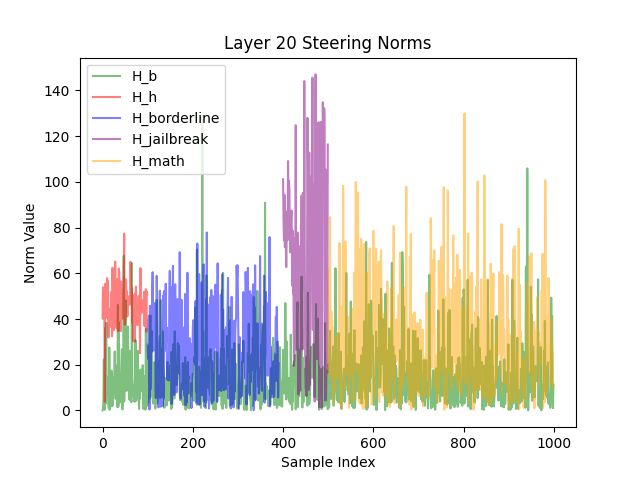 Layer 20 Steering Norms
H_b
H_h
H_borderline
H_jailbreak
H_math
Norm Value
140
120
100
80
60
40
20
0
0 200 400 600 800 1000
Sample Index